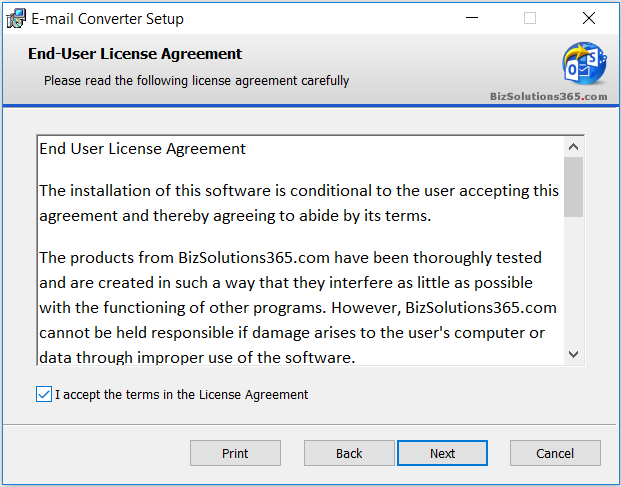 E-mail Converter Setup
End-User License Agreement
Please read the following license agreement carefully
O S
BizSolutions365.com
End User License Agreement
The installation of this software is conditional to the user accepting this
agreement and thereby agreeing to abide by its terms.
The products from BizSolutions365.com have been thoroughly tested
and are created in such a way that they interfere as little as possible
with the functioning of other programs. However, BizSolutions365.com
cannot be held responsible if damage arises to the user's computer or
data through improper use of the software.
I accept the terms in the License Agreement
Print Back Next Cancel